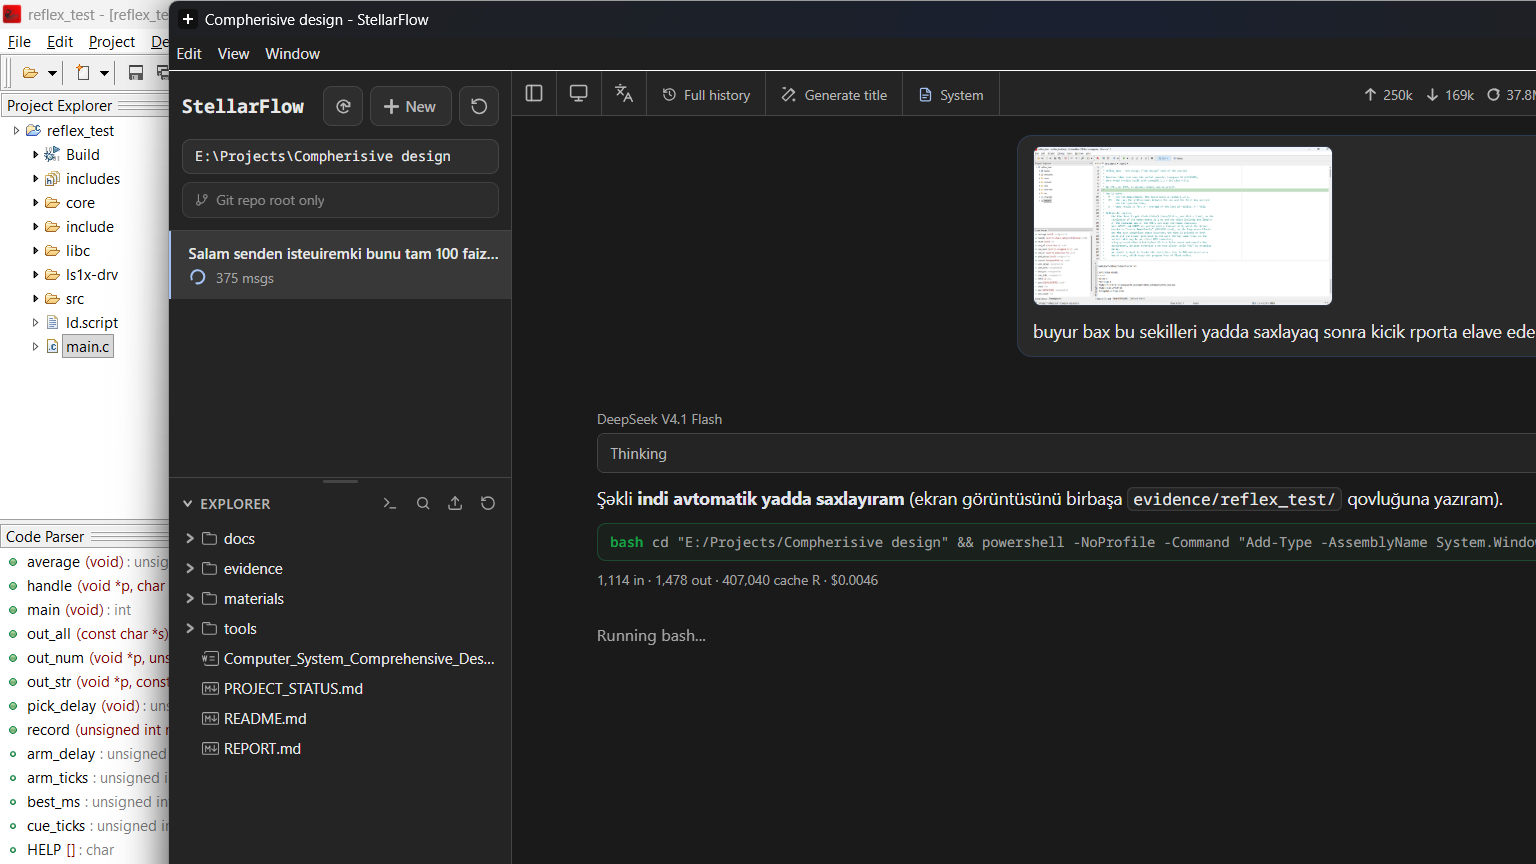 reflex_test - [reflex_te
File Edit Project De
Project Explorer
reflex_test
Build
includes
core
include
libc
ls1x-drv
src
ld.script
main.c
Code Parser
average (void) : unsig
handle (void *p, char
main (void) : int
out_all (const char *s)
out_num (void *p, uns
out_str (void *p, const
pick_delay (void) : uns
record (unsigned int r
arm_delay : unsigned
arm_ticks : unsigned i
best_ms : unsigned in
cue_ticks : unsigned in
HELP [] : char
Compherisive design - StellarFlow
Edit View Window
StellarFlow
New
E:\Projects\Compherisive design
Git repo root only
Salam senden isteuiremki bunu tam 100 faiz...
375 msgs
EXPLORER
docs
evidence
materials
tools
Computer_System_Comprehensive_Des...
PROJECT_STATUS.md
README.md
REPORT.md
Full history
Generate title
System
250k 169k 37.8M
buyur bax bu sekilleri yadda saxlayaq sonra kicik rporta elave ede
DeepSeek V4.1 Flash
Thinking
Şəkli indi avtomatik yadda saxlayıram (ekran görüntüsünü birbaşa evidence/reflex_test/ qovluğuna yazıram).
bash cd "E:/Projects/Compherisive design" && powershell -NoProfile -Command "Add-Type -AssemblyName System.Window
1,114 in · 1,478 out · 407,040 cache R · $0.0046
Running bash...